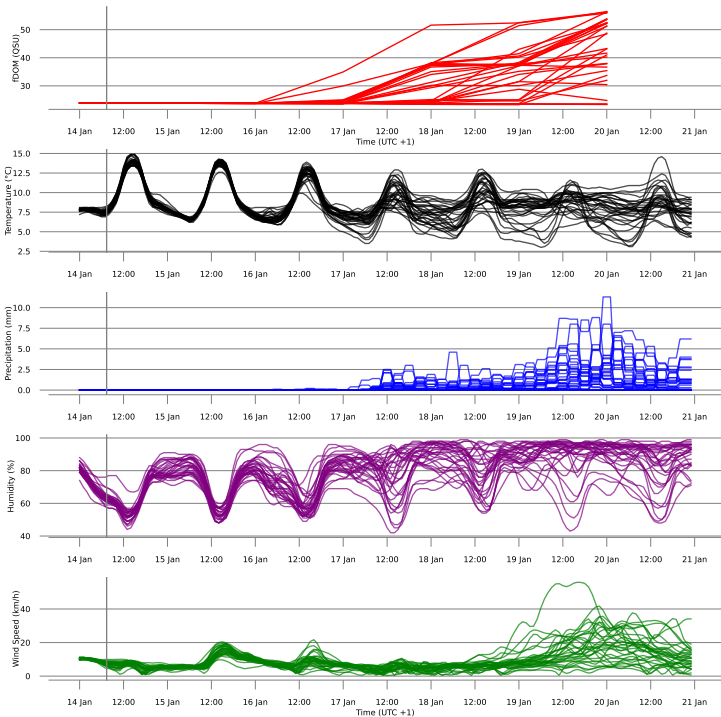 fDOM (QSU)
50
40
30
14 Jan 12:00 15 Jan 12:00 16 Jan 12:00 17 Jan 12:00 18 Jan 12:00 19 Jan 12:00 20 Jan 12:00 21 Jan
Time (UTC +1)
Temperature (°C)
15.0
12.5
10.0
7.5
5.0
2.5
14 Jan 12:00 15 Jan 12:00 16 Jan 12:00 17 Jan 12:00 18 Jan 12:00 19 Jan 12:00 20 Jan 12:00 21 Jan
Precipitation (mm)
10.0
7.5
5.0
2.5
0.0
14 Jan 12:00 15 Jan 12:00 16 Jan 12:00 17 Jan 12:00 18 Jan 12:00 19 Jan 12:00 20 Jan 12:00 21 Jan
Humidity (%)
100
80
60
40
14 Jan 12:00 15 Jan 12:00 16 Jan 12:00 17 Jan 12:00 18 Jan 12:00 19 Jan 12:00 20 Jan 12:00 21 Jan
Wind Speed (km/h)
40
20
0
14 Jan 12:00 15 Jan 12:00 16 Jan 12:00 17 Jan 12:00 18 Jan 12:00 19 Jan 12:00 20 Jan 12:00 21 Jan
Time (UTC +1)